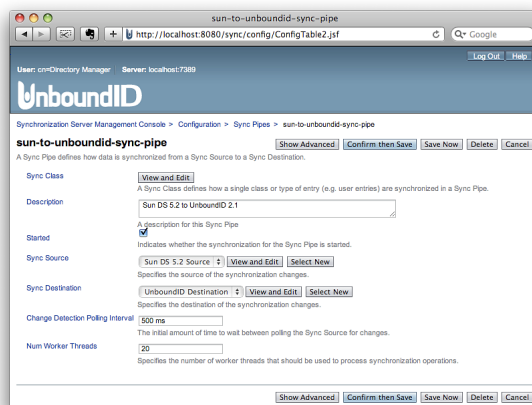 sun-to-unboundid-sync-pipe
http://localhost:8080/sync/config/ConfigTable2.jsf
Google
Log Out Help
User: cn=Directory Manager Server: localhost:7389
UnboundID
Synchronization Server Management Console > Configuration > Sync Pipes > sun-to-unboundid-sync-pipe
sun-to-unboundid-sync-pipe
Show Advanced Confirm then Save Save Now Delete Cancel
A Sync Pipe defines how data is synchronized from a Sync Source to a Sync Destination.
Sync Class View and Edit
A Sync Class defines how a single class or type of entry (e.g. user entries) are synchronized in a Sync Pipe.
Description Sun DS 5.2 to UnboundID 2.1
A description for this Sync Pipe
Started
Indicates whether the synchronization for the Sync Pipe is started.
Sync Source Sun DS 5.2 Source View and Edit Select New
Specifies the source of the synchronization changes.
Sync Destination UnboundID Destination View and Edit Select New
Specifies the destination of the synchronization changes.
Change Detection Polling Interval 500 ms
The initial amount of time to wait between polling the Sync Source for changes.
Num Worker Threads 20
Specifies the number of worker threads that should be used to process synchronization operations.
Show Advanced Confirm then Save Save Now Delete Cancel